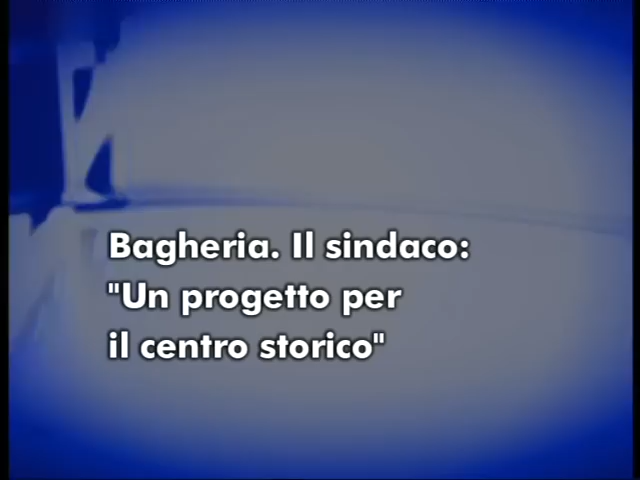 Bagheria. Il sindaco:
"Un progetto per
il centro storico"